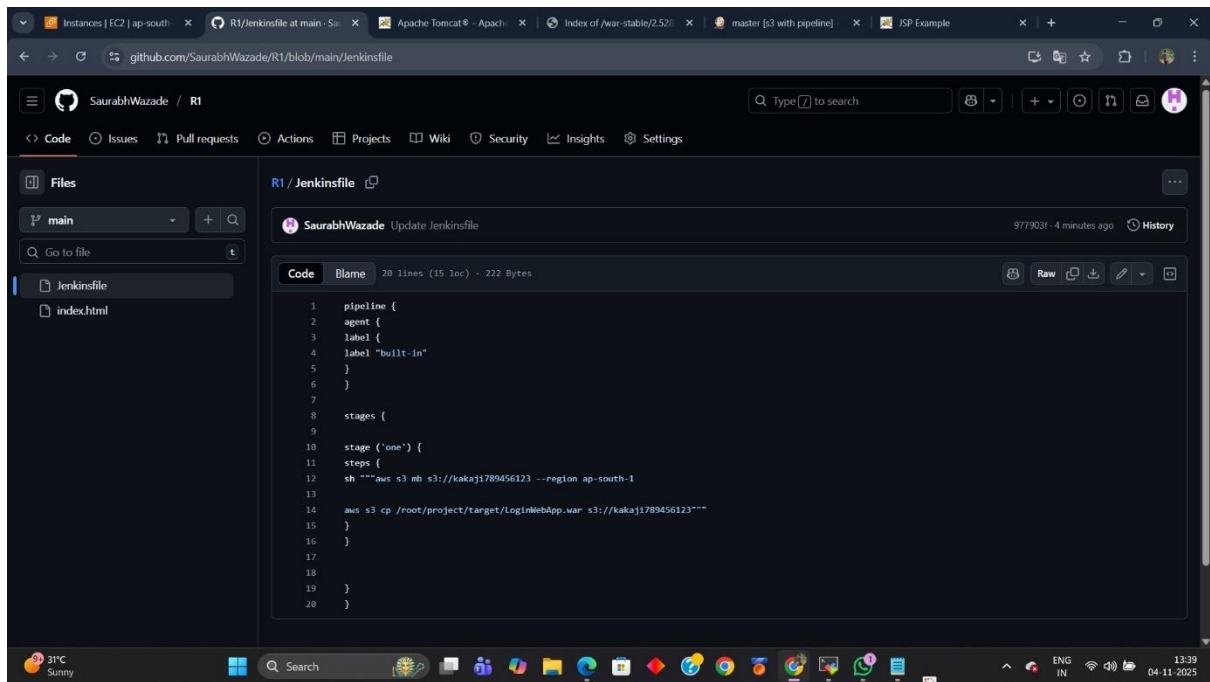 Instances | EC2 | ap-south
R1/Jenkinsfile at main · Sau
Apache Tomcat® - Apache
Index of /war-stable/2.528
master [s3 with pipeline]
JSP Example
github.com/SaurabhWazade/R1/blob/main/Jenkinsfile
SaurabhWazade / R1
Type / to search
Code Issues Pull requests Actions Projects Wiki Security Insights Settings
Files
R1 / Jenkinsfile
main
SaurabhWazade Update Jenkinsfile
977903f · 4 minutes ago History
Go to file t
Code Blame 20 lines (15 loc) · 222 Bytes
Raw
Jenkinsfile
index.html
1 pipeline {
2 agent {
3 label {
4 label "built-in"
5 }
6 }
7
8 stages {
9
10 stage ('one') {
11 steps {
12 sh """aws s3 mb s3://kakaji789456123 --region ap-south-1
13
14 aws s3 cp /root/project/target/LoginWebApp.war s3://kakaji789456123"""
15 }
16 }
17
18
19 }
20 }
31°C
Sunny
Search
ENG
IN
13:39
04-11-2025